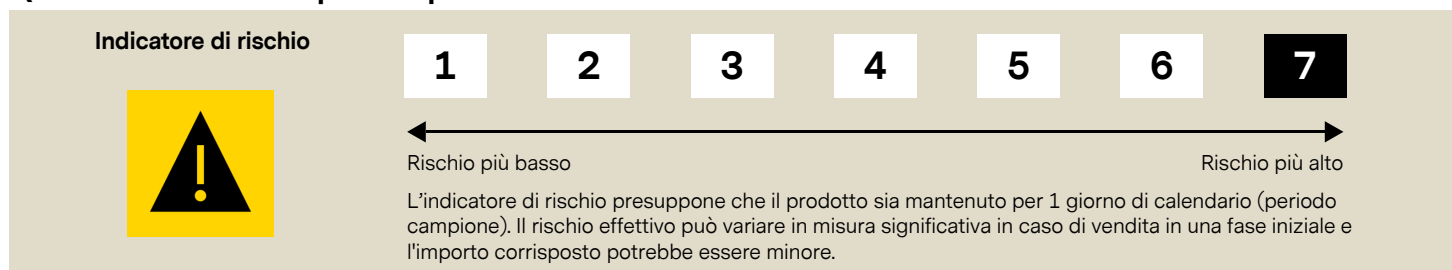 Indicatore di rischio
1 2 3 4 5 6 7
Rischio più basso Rischio più alto
L'indicatore di rischio presuppone che il prodotto sia mantenuto per 1 giorno di calendario (periodo
campione). Il rischio effettivo può variare in misura significativa in caso di vendita in una fase iniziale e
l'importo corrisposto potrebbe essere minore.